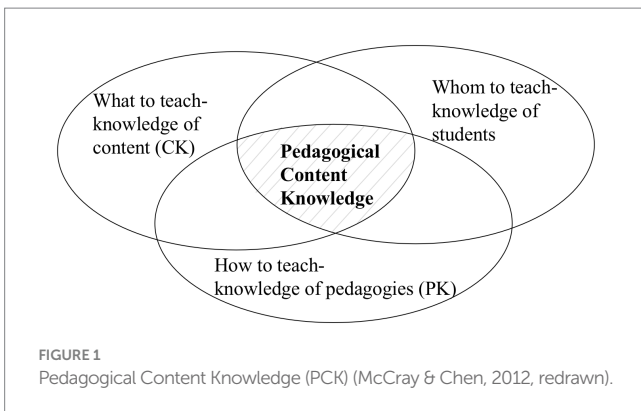 What to teach-
knowledge of
content (CK)
Whom to teach-
knowledge of
students
Pedagogical
Content
Knowledge
How to teach-
knowledge of pedagogies (PK)
FIGURE 1
Pedagogical Content Knowledge (PCK) (McCray & Chen, 2012, redrawn).